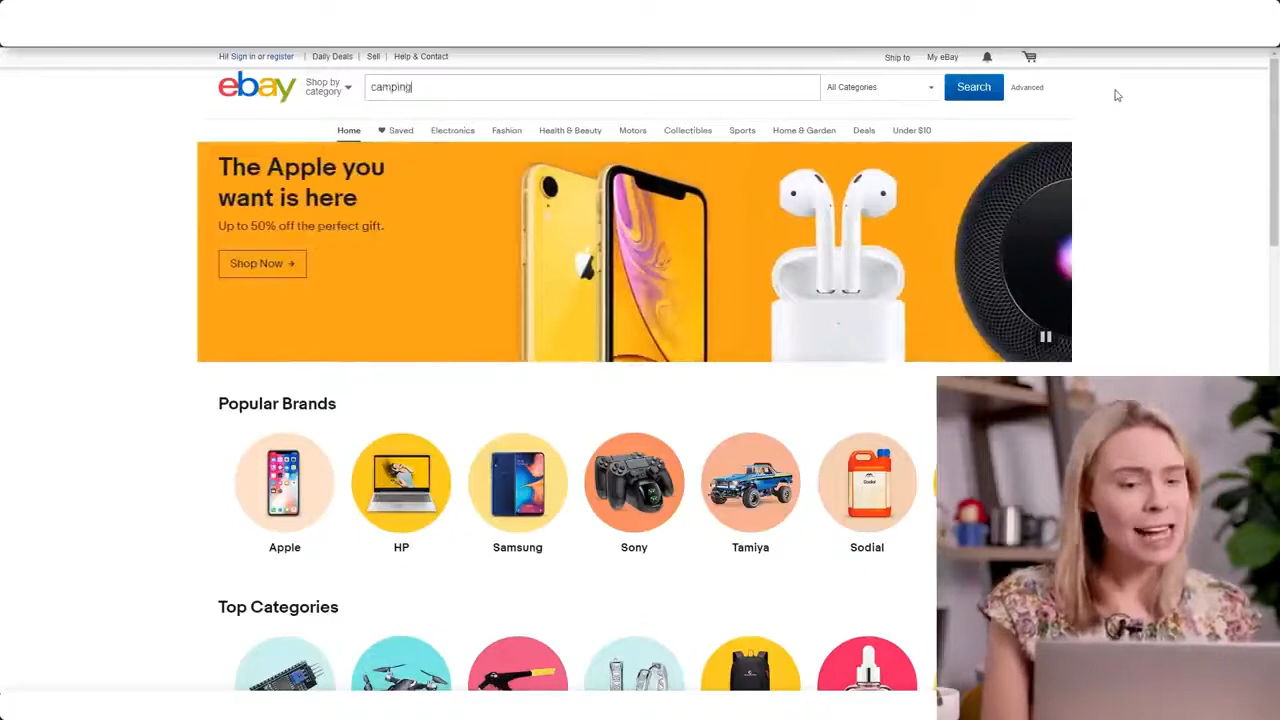 Hi! Sign in or register
Daily Deals
Sell
Help & Contact
Ship to
My eBay
ebay
Shop by
category
camping
All Categories
Search
Advanced
Home
Saved
Electronics
Fashion
Health & Beauty
Motors
Collectibles
Sports
Home & Garden
Deals
Under $10
The Apple you
want is here
Up to 50% off the perfect gift.
Shop Now →
Popular Brands
Apple
HP
Samsung
Sony
Tamiya
Sodial
Top Categories